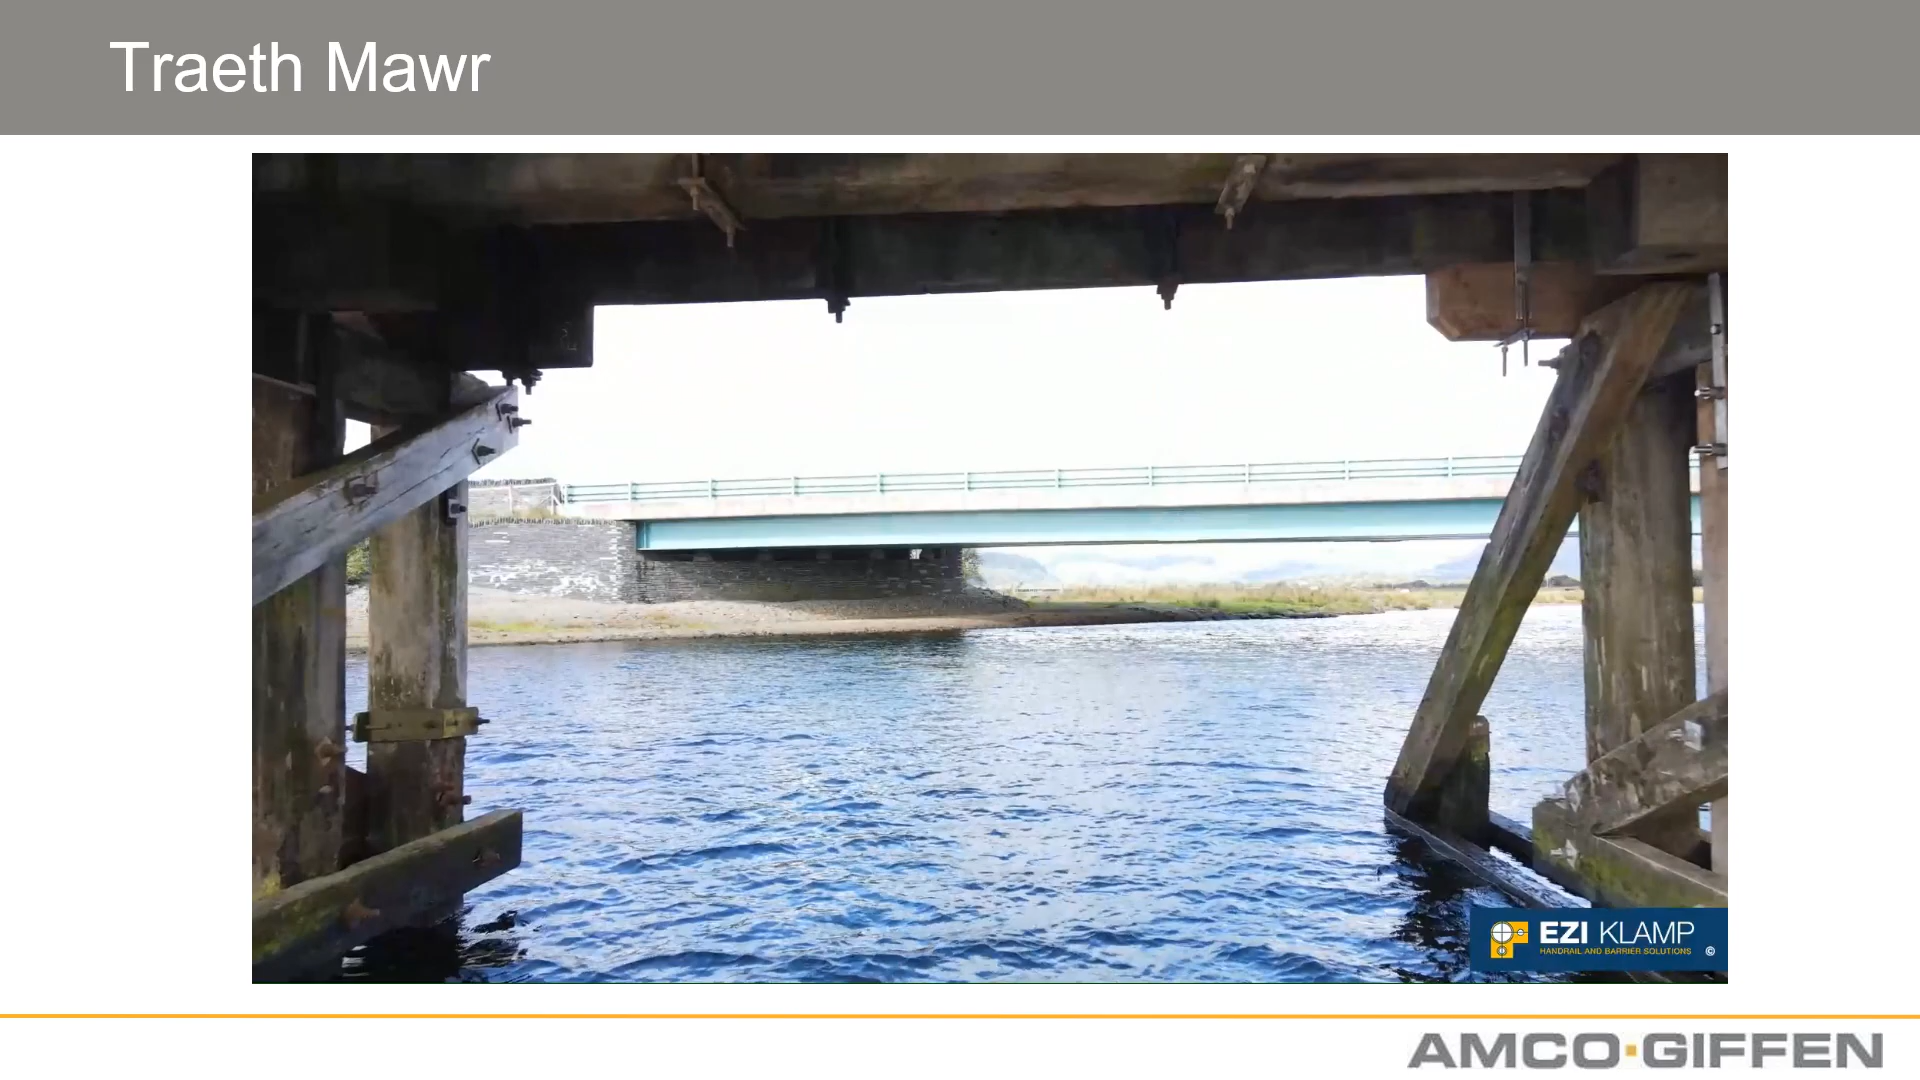 Traeth Mawr
EZI KLAMP
HANDRAIL AND BARRIER SOLUTIONS ©
AMCO·GIFFEN